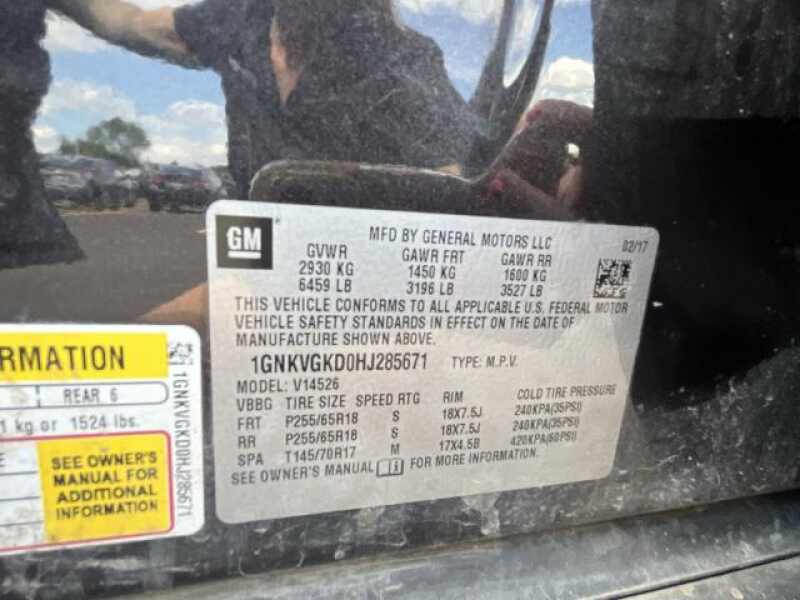 GM
MFD BY GENERAL MOTORS LLC
02/17
GVWR GAWR FRT GAWR RR
2930 KG 1450 KG 1600 KG
6459 LB 3196 LB 3527 LB
THIS VEHICLE CONFORMS TO ALL APPLICABLE U.S. FEDERAL MOTOR
VEHICLE SAFETY STANDARDS IN EFFECT ON THE DATE OF
MANUFACTURE SHOWN ABOVE.
1GNKVGKD0HJ285671 TYPE: M.P.V.
MODEL: V14526
VBBG TIRE SIZE SPEED RTG RIM COLD TIRE PRESSURE
FRT P255/65R18 S 18X7.5J 240KPA(35PSI)
RR P255/65R18 S 18X7.5J 240KPA(35PSI)
SPA T145/70R17 M 17X4.5B 420KPA(60PSI)
SEE OWNER'S MANUAL FOR MORE INFORMATION.
RMATION
REAR 6
1 kg or 1524 lbs.
SEE OWNER'S
MANUAL FOR
ADDITIONAL
INFORMATION
1GNKVGKD0HJ285671